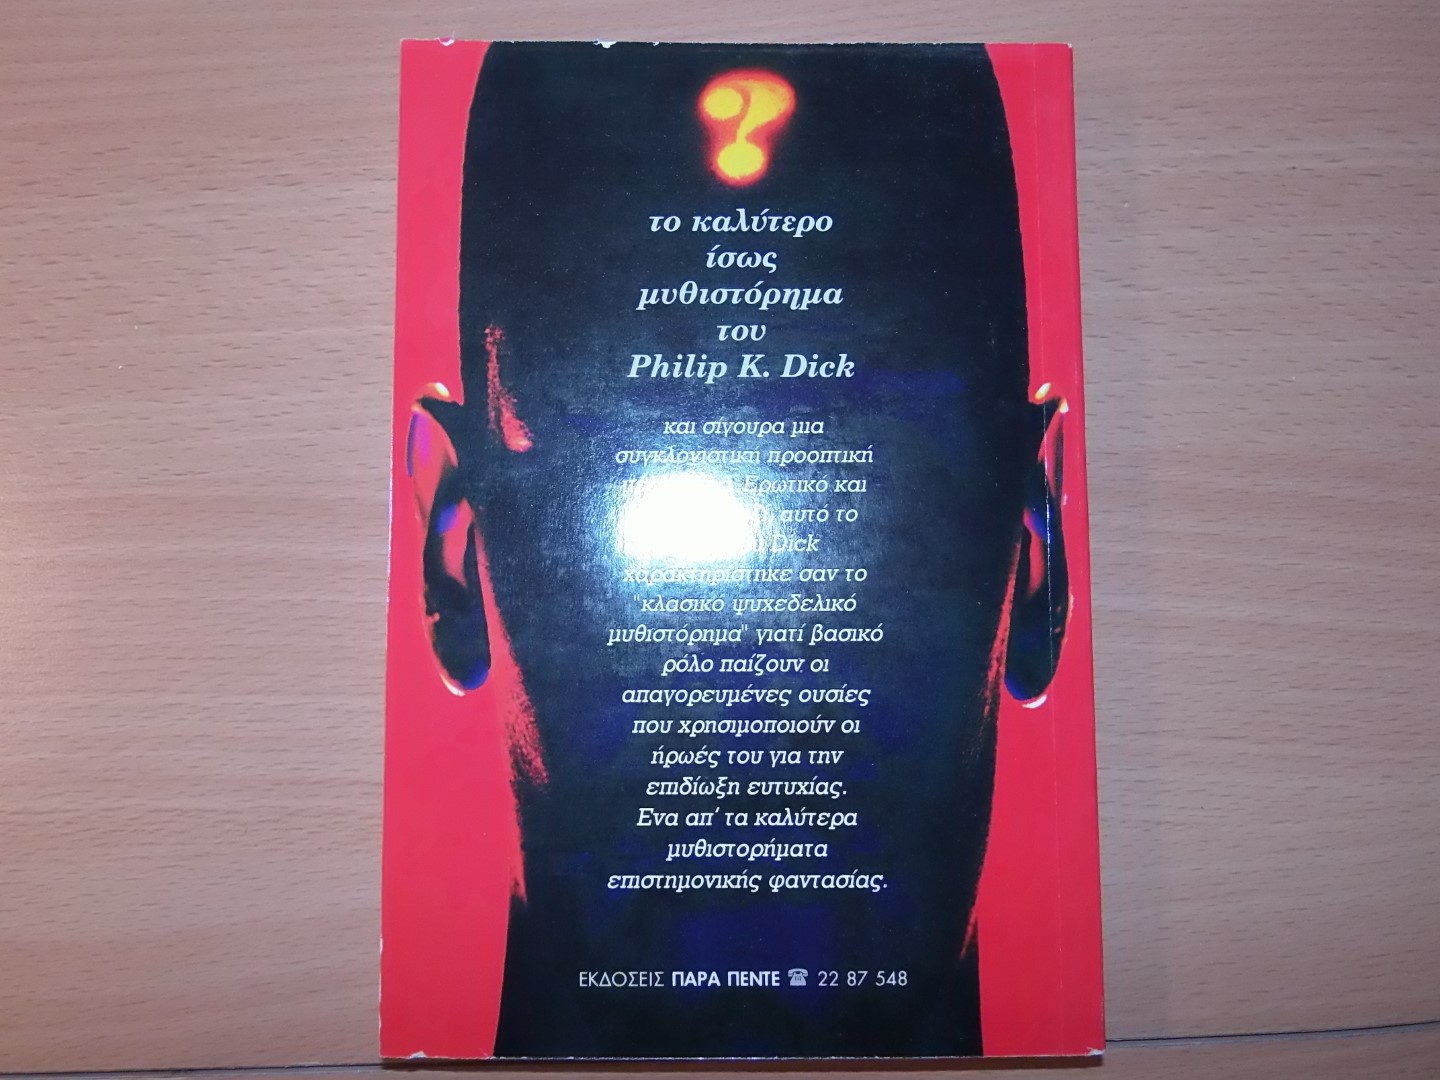 το καλύτερο
ίσως
μυθιστόρημα
του
Philip K. Dick
και σίγουρα μια
συγκλονιστική προοπτική
Ερωτικό και
αυτό το
Dick
χαρακτηρίστηκε σαν το
"κλασικό ψυχεδελικό
μυθιστόρημα" γιατί βασικό
ρόλο παίζουν οι
απαγορευμένες ουσίες
που χρησιμοποιούν οι
ήρωές του για την
επιδίωξη ευτυχίας.
Ενα απ' τα καλύτερα
μυθιστορήματα
επιστημονικής φαντασίας.
ΕΚΔΟΣΕΙΣ ΠΑΡΑ ΠΕΝΤΕ ☎ 22 87 548